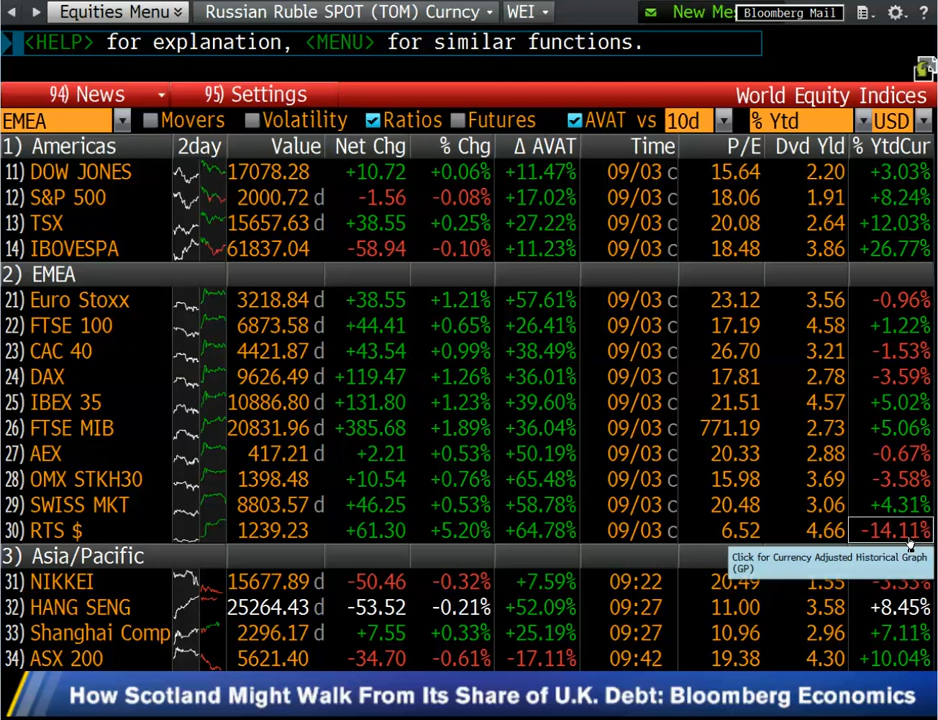 Equities Menu Russian Ruble SPOT (TOM) Curncy WEI New Bloomberg Mail ?
<HELP> for explanation, <MENU> for similar functions.
94) News 95) Settings World Equity Indices
EMEA Movers Volatility Ratios Futures AVAT vs 10d % Ytd USD
1) Americas 2day Value Net Chg % Chg Δ AVAT Time P/E Dvd Yld % YtdCur
11) DOW JONES 17078.28 +10.72 +0.06% +11.47% 09/03 c 15.64 2.20 +3.03%
12) S&P 500 2000.72 d -1.56 -0.08% +17.02% 09/03 c 18.06 1.91 +8.24%
13) TSX 15657.63 d +38.55 +0.25% +27.22% 09/03 c 20.08 2.64 +12.03%
14) IBOVESPA 61837.04 -58.94 -0.10% +11.23% 09/03 c 18.48 3.86 +26.77%
2) EMEA
21) Euro Stoxx 3218.84 d +38.55 +1.21% +57.61% 09/03 c 23.12 3.56 -0.96%
22) FTSE 100 6873.58 d +44.41 +0.65% +26.41% 09/03 c 17.19 4.58 +1.22%
23) CAC 40 4421.87 d +43.54 +0.99% +38.49% 09/03 c 26.70 3.21 -1.53%
24) DAX 9626.49 d +119.47 +1.26% +36.01% 09/03 c 17.81 2.78 -3.59%
25) IBEX 35 10886.80 d +131.80 +1.23% +39.60% 09/03 c 21.51 4.57 +5.02%
26) FTSE MIB 20831.96 d +385.68 +1.89% +36.04% 09/03 c 771.19 2.73 +5.06%
27) AEX 417.21 d +2.21 +0.53% +50.19% 09/03 c 20.33 2.88 -0.67%
28) OMX STKH30 1398.48 +10.54 +0.76% +65.48% 09/03 c 15.98 3.69 -3.58%
29) SWISS MKT 8803.57 d +46.25 +0.53% +58.78% 09/03 c 20.48 3.06 +4.31%
30) RTS $ 1239.23 +61.30 +5.20% +64.78% 09/03 c 6.52 4.66 -14.11%
3) Asia/Pacific
Click for Currency Adjusted Historical Graph
(GP)
31) NIKKEI 15677.89 d -50.46 -0.32% +7.59% 09:22
32) HANG SENG 25264.43 d -53.52 -0.21% +52.09% 09:27 11.00 3.58 +8.45%
33) Shanghai Comp 2296.17 d +7.55 +0.33% +25.19% 09:27 10.96 2.96 +7.11%
34) ASX 200 5621.40 -34.70 -0.61% -17.11% 09:42 19.38 4.30 +10.04%
How Scotland Might Walk From Its Share of U.K. Debt: Bloomberg Economics